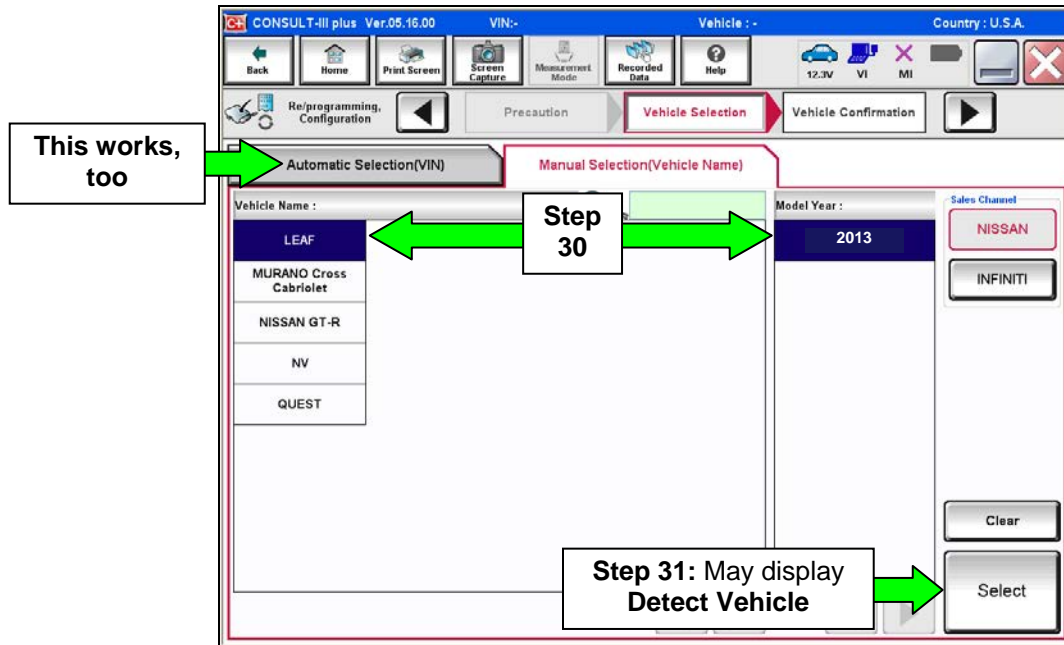 C+ CONSULT-III plus Ver.05.16.00 VIN:- Vehicle : - Country : U.S.A.
Back
Home
Print Screen
Screen
Capture
Measurement
Mode
Recorded
Data
Help
12.3V
VI
MI
Re/programming,
Configuration
Precaution
Vehicle Selection
Vehicle Confirmation
This works,
too
Automatic Selection(VIN)
Manual Selection(Vehicle Name)
Vehicle Name :
Step
30
Model Year :
Sales Channel
LEAF
2013
NISSAN
MURANO Cross
Cabriolet
INFINITI
NISSAN GT-R
NV
QUEST
Clear
Step 31: May display
Detect Vehicle
Select